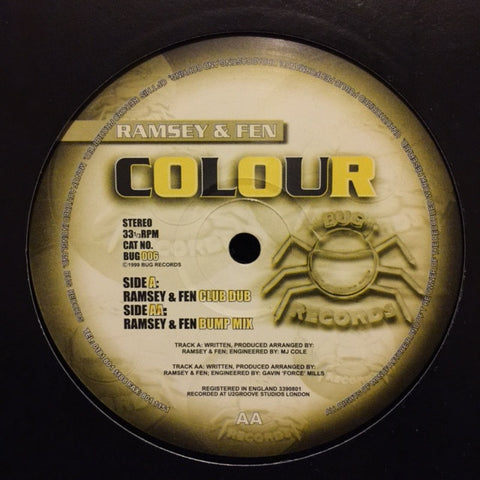 RAMSEY & FEN
COLOUR
STEREO
33⅓RPM
CAT NO.
BUG 006
©1999 BUG RECORDS
BUG
RECORDS
SIDE A:
RAMSEY & FEN CLUB DUB
SIDE AA:
RAMSEY & FEN BUMP MIX
TRACK A: WRITTEN, PRODUCED ARRANGED BY:
RAMSEY & FEN; ENGINEERED BY: MJ COLE
TRACK AA: WRITTEN, PRODUCED ARRANGED BY:
RAMSEY & FEN; ENGINEERED BY: GAVIN 'FORCE' MILLS
REGISTERED IN ENGLAND 3390801
RECORDED AT U2GROOVE STUDIOS LONDON
AA